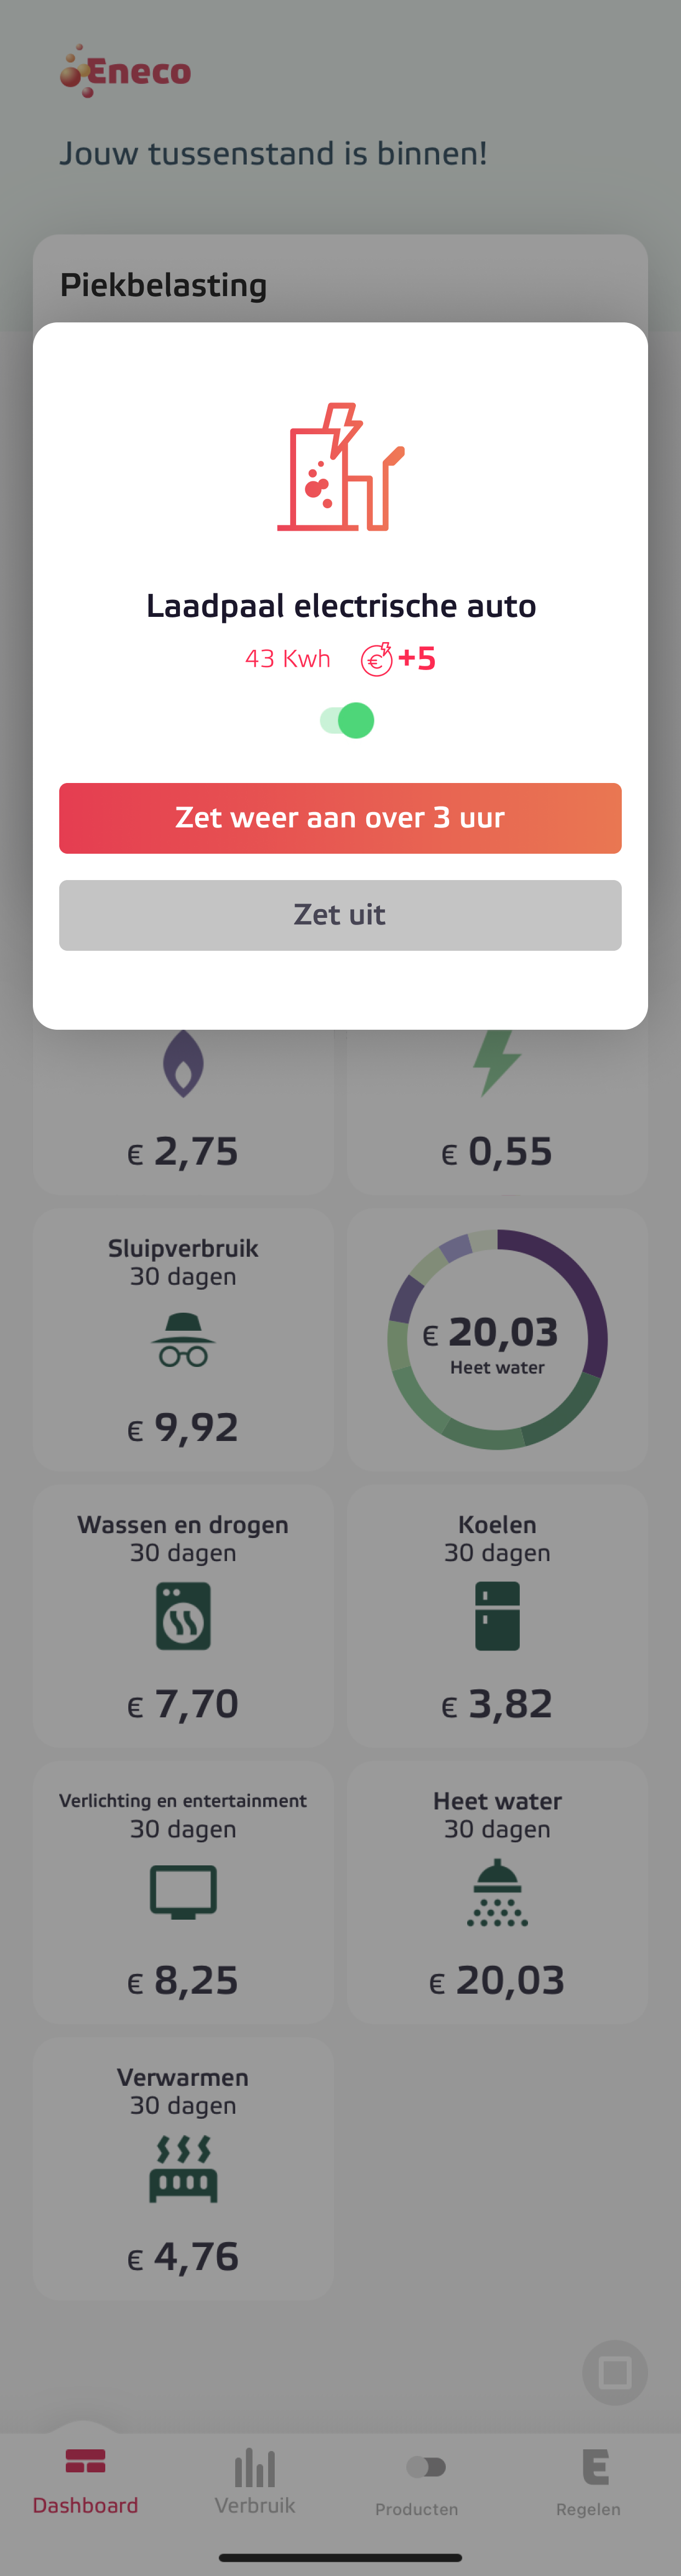 Eneco
Jouw tussenstand is binnen!
Piekbelasting
Laadpaal electrische auto
43 Kwh € +5
Zet weer aan over 3 uur
Zet uit
€ 2,75
€ 0,55
Sluipverbruik
30 dagen
€ 9,92
€ 20,03
Heet water
Wassen en drogen
30 dagen
€ 7,70
Koelen
30 dagen
€ 3,82
Verlichting en entertainment
30 dagen
€ 8,25
Heet water
30 dagen
€ 20,03
Verwarmen
30 dagen
€ 4,76
Dashboard
Verbruik
Producten
E
Regelen